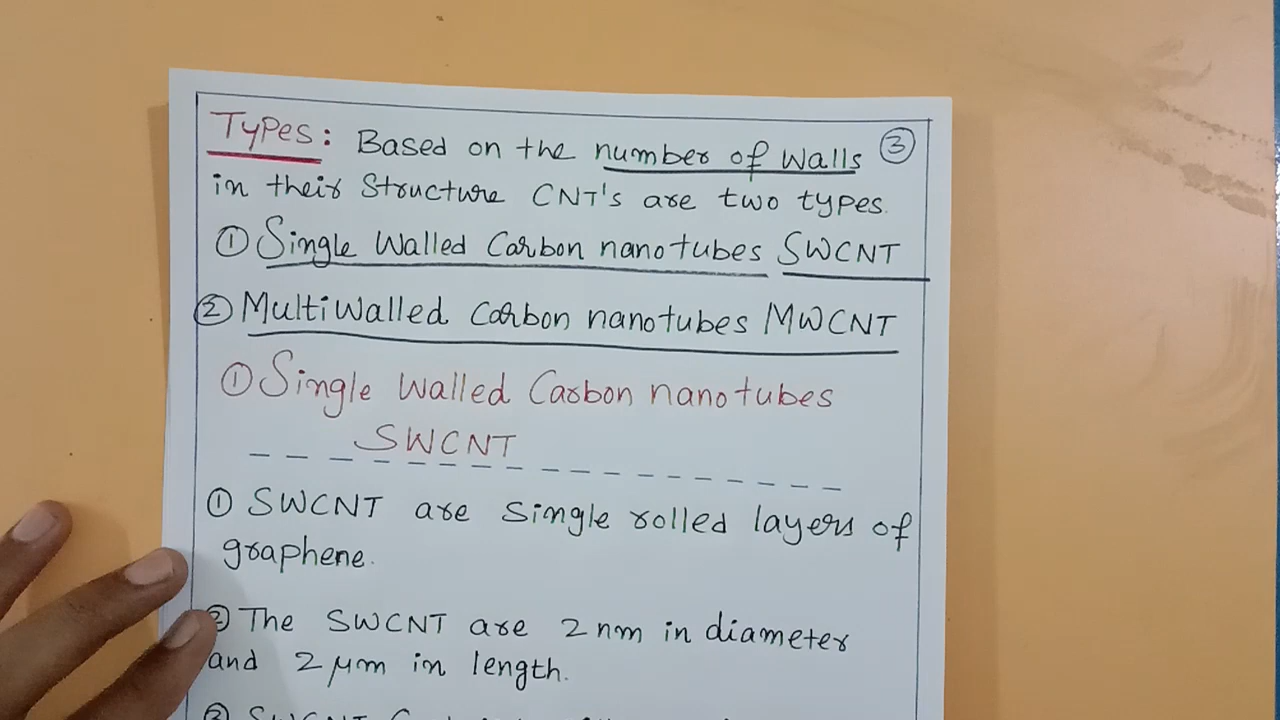 Types: Based on the number of walls ③
in their Structure CNT's are two types.
① Single Walled Carbon nanotubes SWCNT
② MultiWalled Carbon nanotubes MWCNT
① Single Walled Carbon nanotubes
SWCNT
① SWCNT are single rolled layers of
graphene.
② The SWCNT are 2 nm in diameter
and 2 μm in length.
③ SWCNT